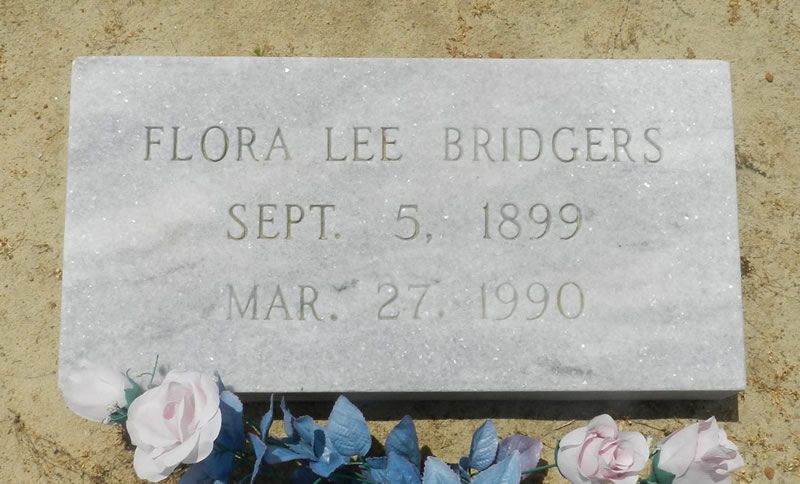 FLORA LEE BRIDGERS
SEPT. 5, 1899
MAR. 27, 1990